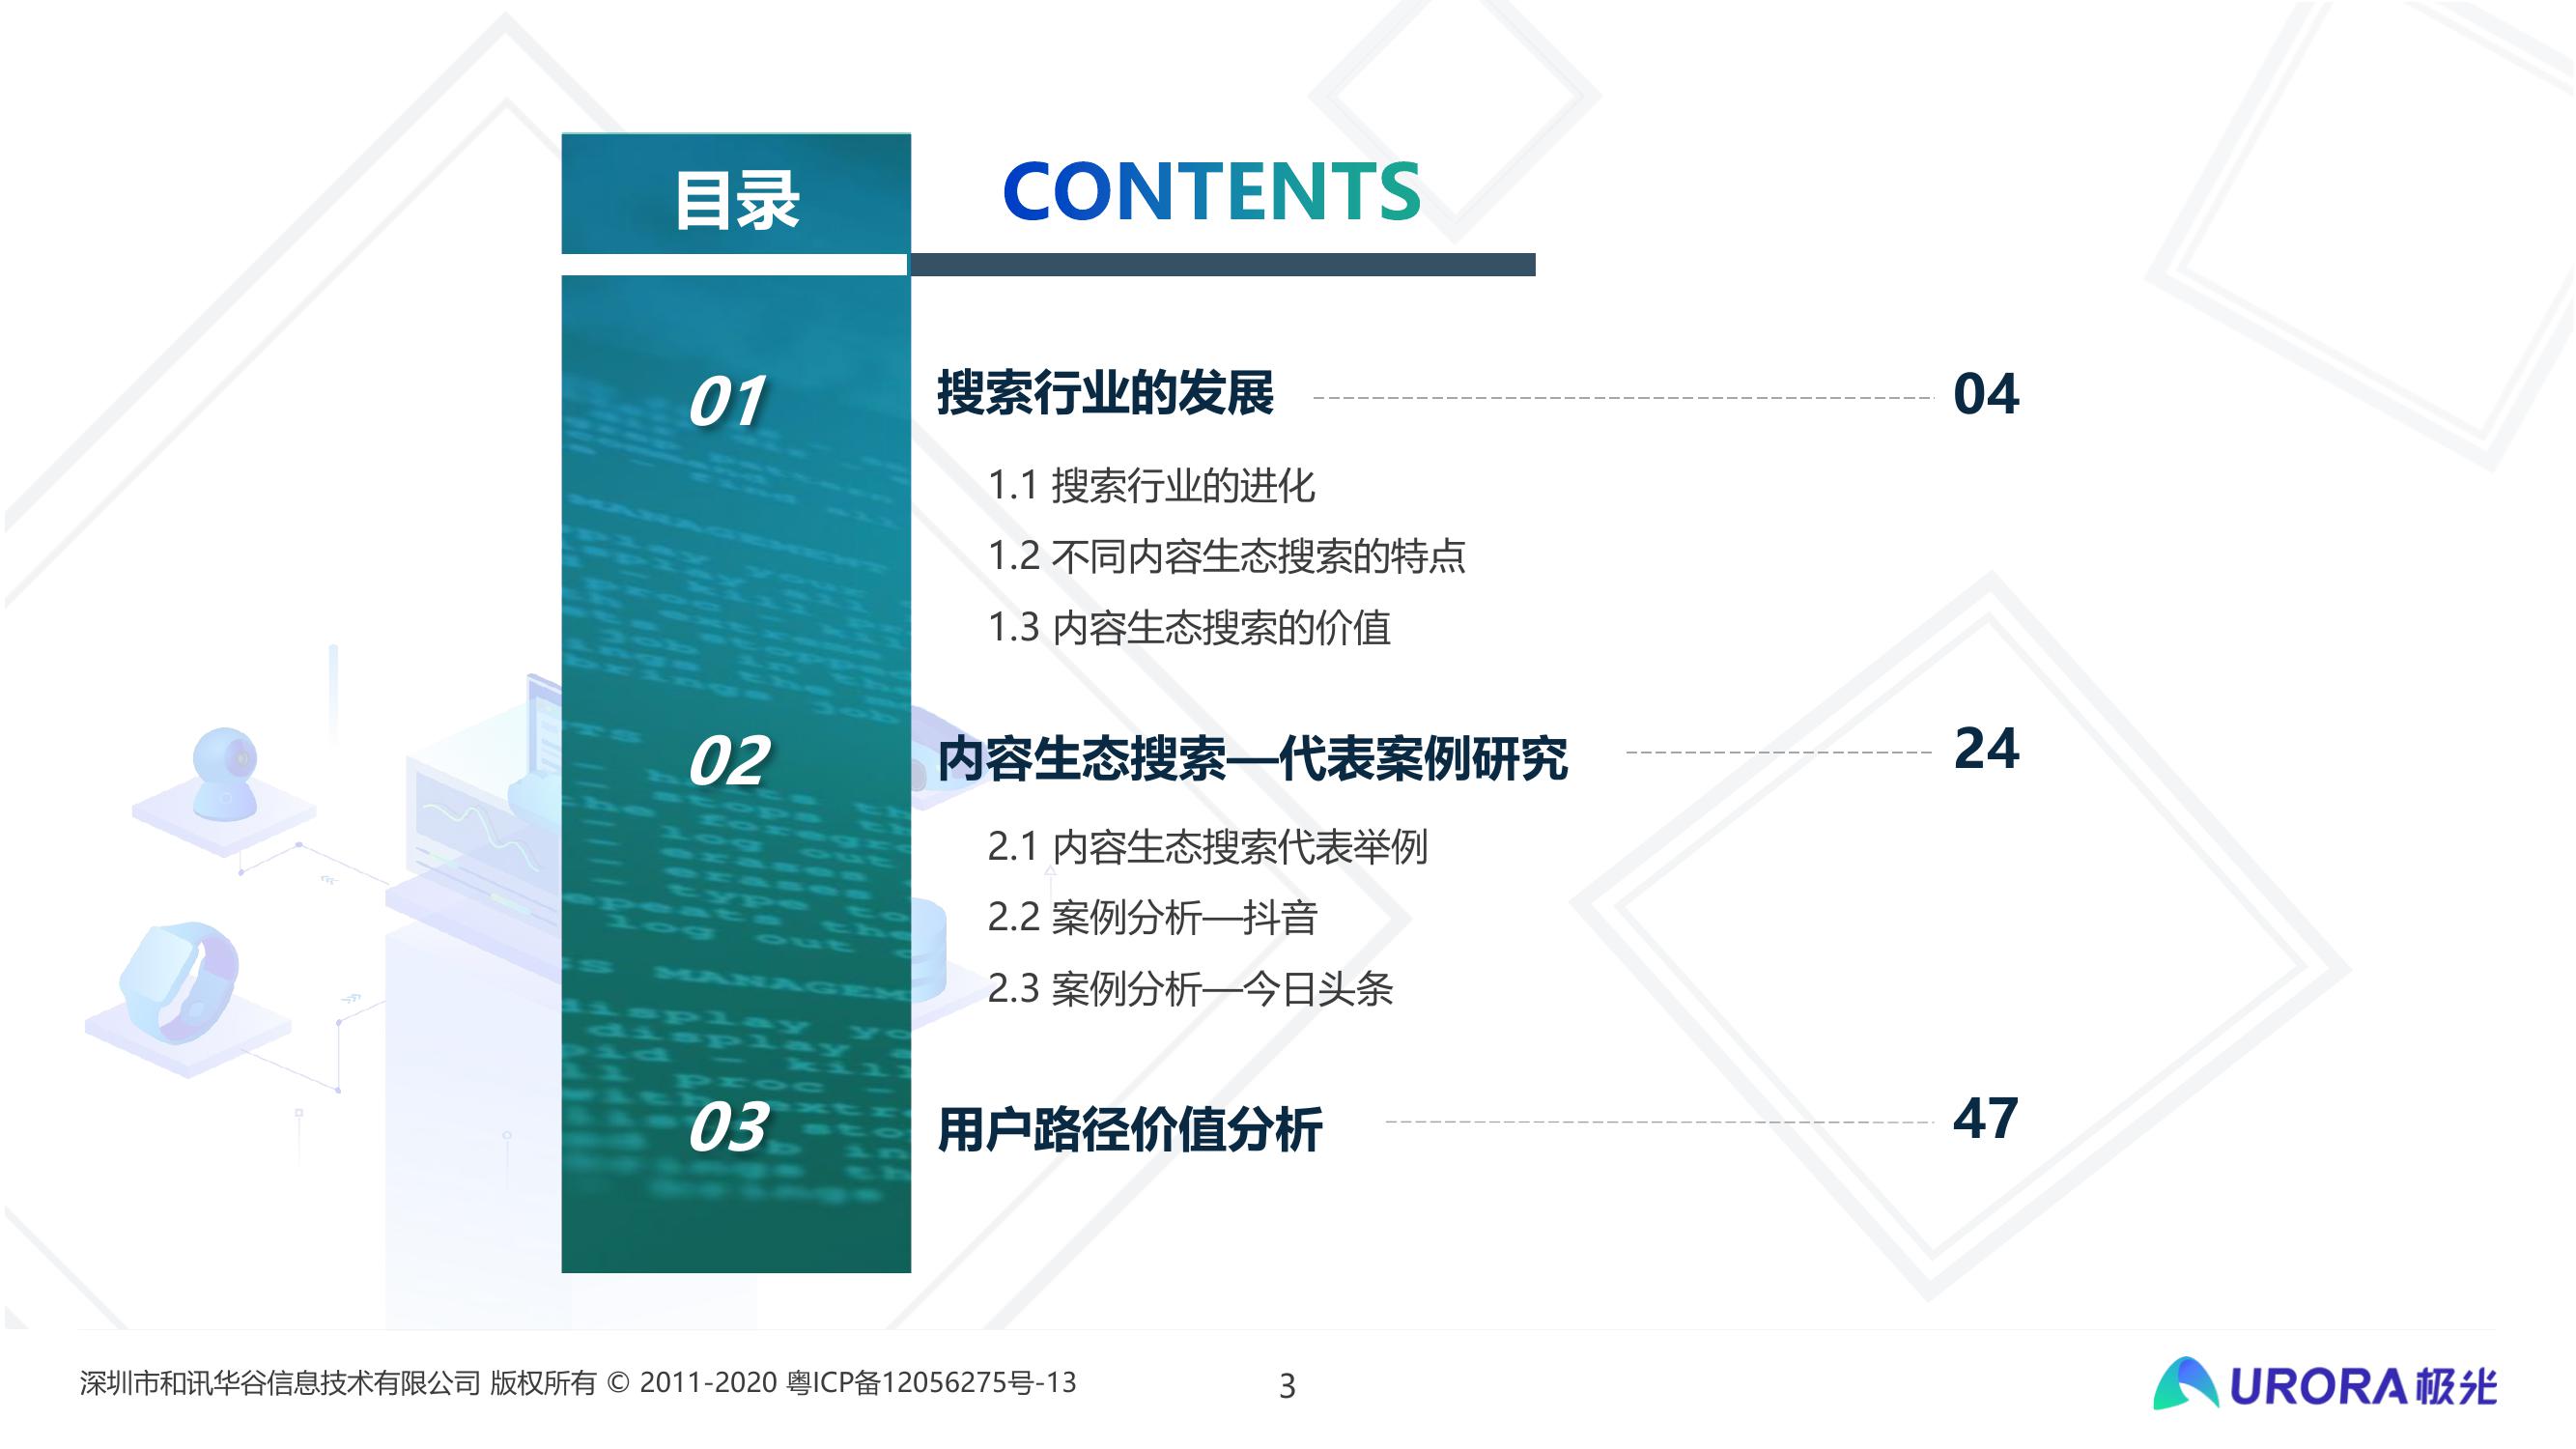 目录
CONTENTS
01
搜索行业的发展
04
1.1 搜索行业的进化
1.2 不同内容生态搜索的特点
1.3 内容生态搜索的价值
02
内容生态搜索—代表案例研究
24
2.1 内容生态搜索代表举例
2.2 案例分析—抖音
2.3 案例分析—今日头条
03
用户路径价值分析
47
深圳市和讯华谷信息技术有限公司 版权所有 © 2011-2020 粤ICP备12056275号-13
3
URORA极光